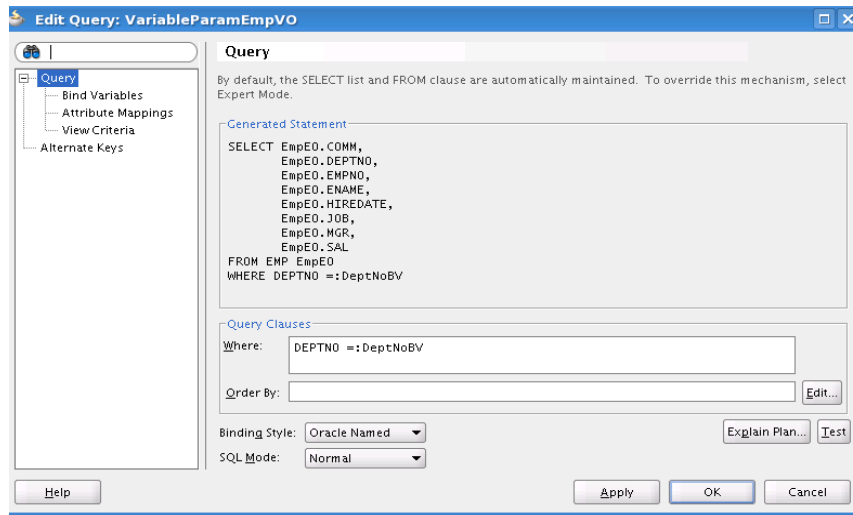 Edit Query: VariableParamEmpVO
Query
Bind Variables
Attribute Mappings
View Criteria
Alternate Keys
Query
By default, the SELECT list and FROM clause are automatically maintained. To override this mechanism, select
Expert Mode.
Generated Statement
SELECT EmpEO.COMM,
EmpEO.DEPTNO,
EmpEO.EMPNO,
EmpEO.ENAME,
EmpEO.HIREDATE,
EmpEO.JOB,
EmpEO.MGR,
EmpEO.SAL
FROM EMP EmpEO
WHERE DEPTNO =:DeptNoBV
Query Clauses
Where: DEPTNO =:DeptNoBV
Order By: Edit...
Binding Style: Oracle Named Explain Plan... Test
SQL Mode: Normal
Help Apply OK Cancel